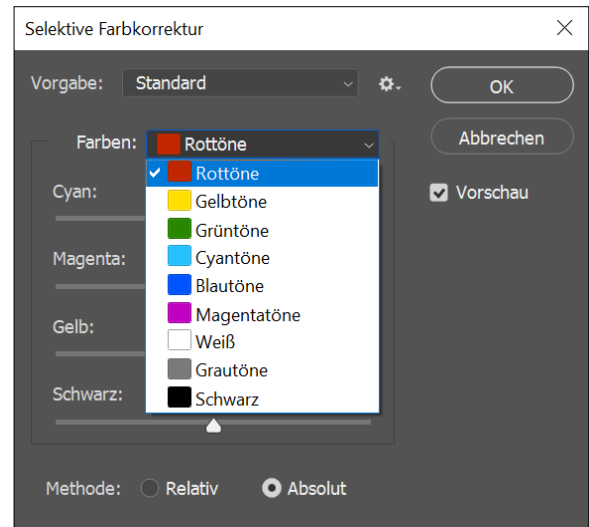 Selektive Farbkorrektur
Vorgabe: Standard
OK
Farben: Rottöne
Abbrechen
Rottöne
Cyan:
Vorschau
Gelbtöne
Grüntöne
Magenta:
Cyantöne
Blautöne
Magentatöne
Gelb:
Weiß
Grautöne
Schwarz:
Schwarz
Methode: Relativ Absolut